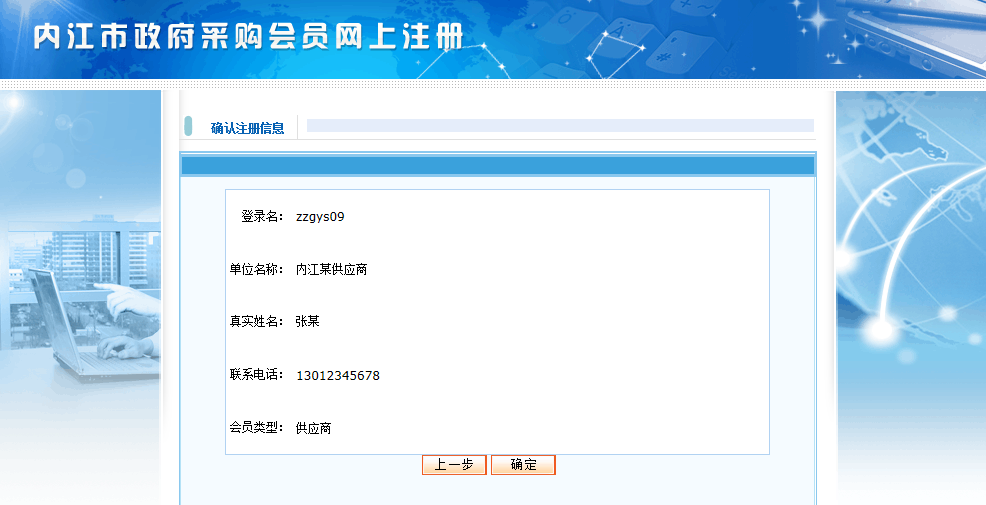 内江市政府采购会员网上注册
确认注册信息
登录名： zzgys09
单位名称： 内江某供应商
真实姓名： 张某
联系电话： 13012345678
会员类型： 供应商
上一步 确定